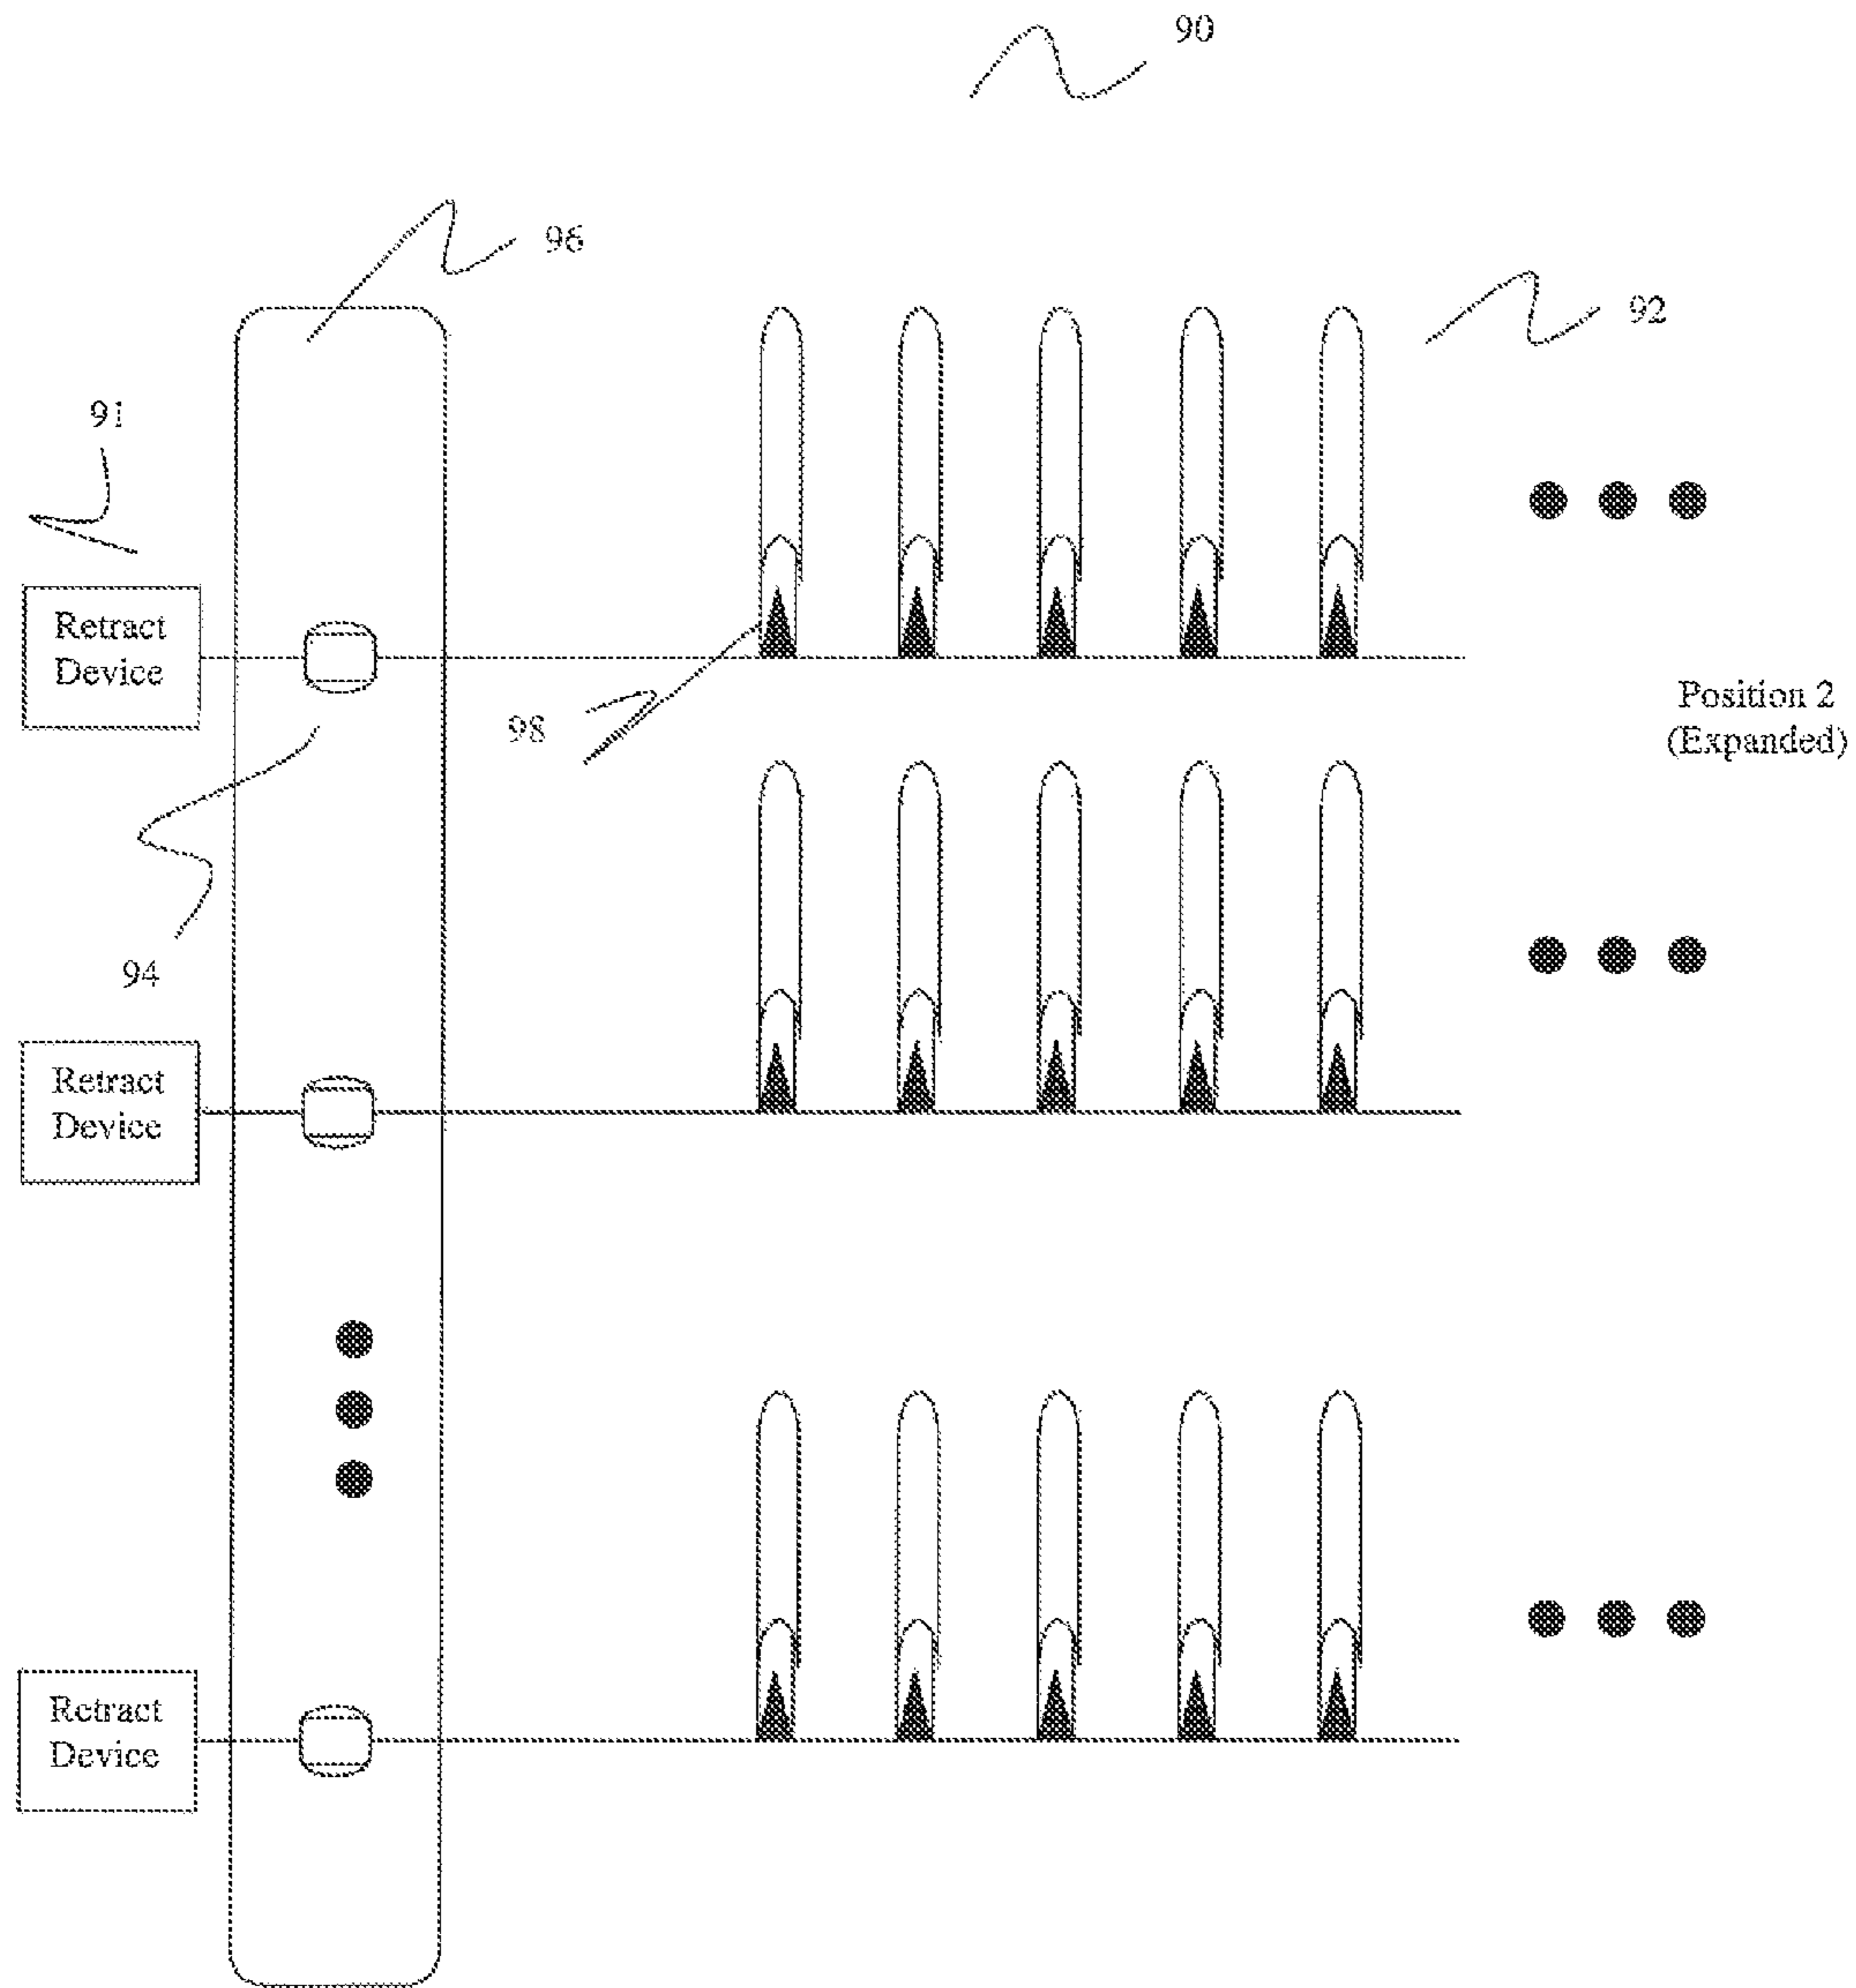 90
96
92
91
Retract
Device
98
Position 2
(Expanded)
94
Retract
Device
Retract
Device